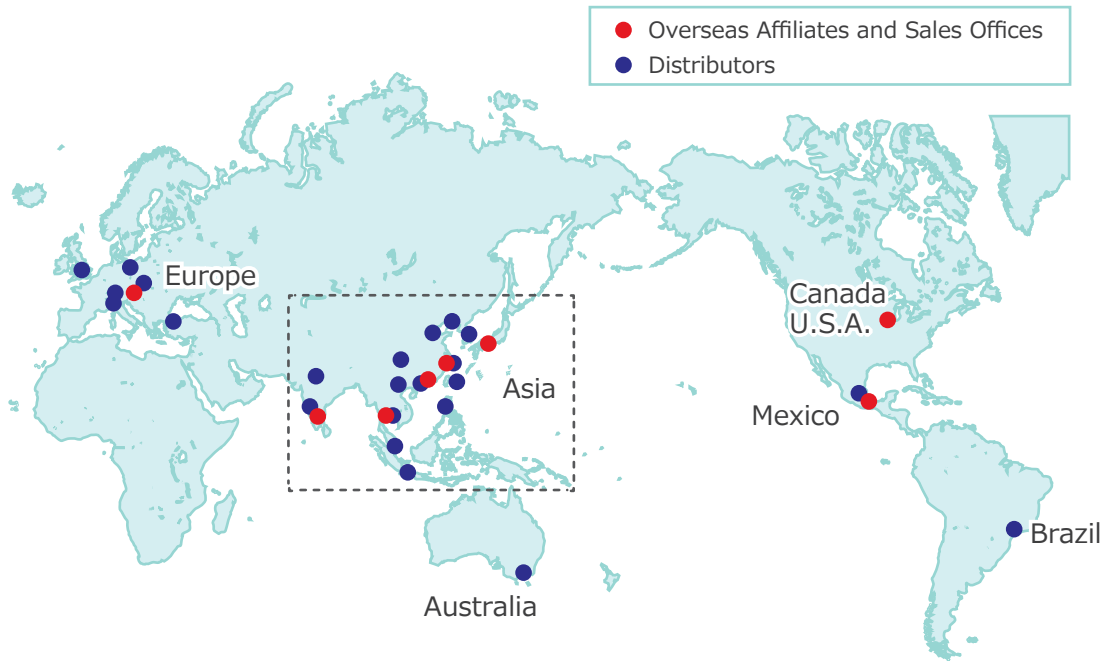 Overseas Affiliates and Sales Offices
Distributors
Europe
Canada
U.S.A.
Asia
Mexico
Brazil
Australia